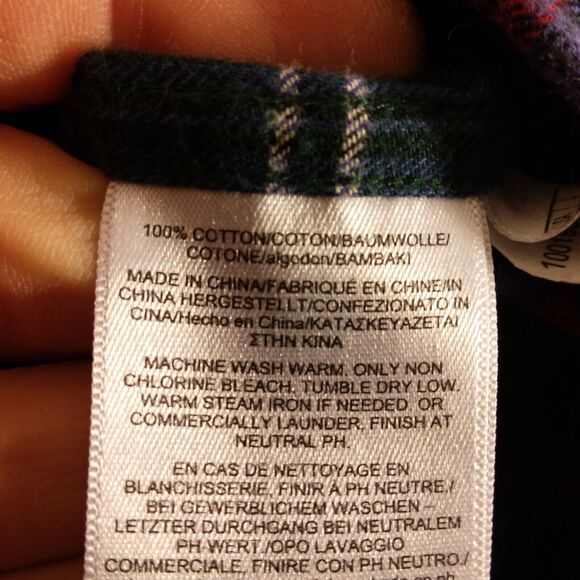 100% COTTON/COTON/BAUMWOLLE/
COTONE/algodon/BAMBAKI
MADE IN CHINA/FABRIQUÉ EN CHINE/IN
CHINA HERGESTELLT/CONFEZIONATO IN
CINA/Hecho en China/ΚΑΤΑΣΚΕΥΑΖΕΤΑΙ
ΣΤΗΝ ΚΙΝΑ
MACHINE WASH WARM. ONLY NON
CHLORINE BLEACH. TUMBLE DRY LOW.
WARM STEAM IRON IF NEEDED. OR
COMMERCIALLY LAUNDER. FINISH AT
NEUTRAL PH.
EN CAS DE NETTOYAGE EN
BLANCHISSERIE, FINIR A PH NEUTRE./
BEI GEWERBLICHEM WASCHEN –
LETZTER DURCHGANG BEI NEUTRALEM
PH-WERT./OPO LAVAGGIO
COMMERCIALE, FINIRE CON PH NEUTRO./